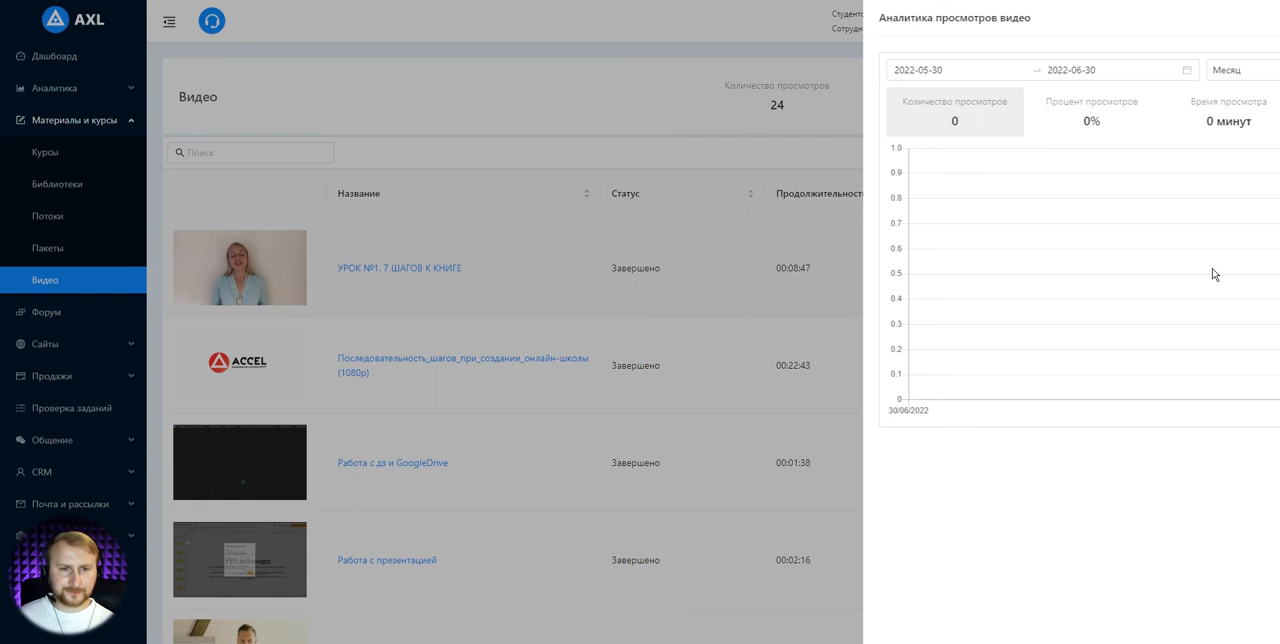 AXL
Дашбоард
Аналитика
Материалы и курсы
Курсы
Библиотеки
Потоки
Пакеты
Видео
Форум
Сайты
Продажи
Проверка заданий
Общение
CRM
Почта и рассылки
Студенто
Сотрудн
Видео
Количество просмотров
24
Поиск
Название
Статус
Продолжительност
УРОК №1. 7 ШАГОВ К КНИГЕ
Завершено
00:08:47
ACCEL
Последовательность_шагов_при_создании_онлайн-школы
(1080p)
Завершено
00:22:43
Работа с дз и GoogleDrive
Завершено
00:01:38
Работа с презентацией
Завершено
00:02:16
Аналитика просмотров видео
2022-05-30
2022-06-30
Месяц
Количество просмотров
0
Процент просмотров
0%
Время просмотра
0 минут
1.0
0.9
0.8
0.7
0.6
0.5
0.4
0.3
0.2
0.1
0
30/06/2022